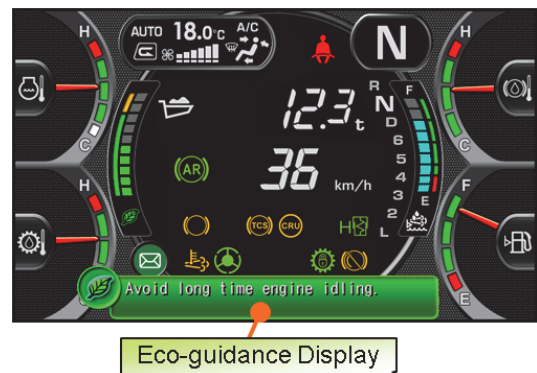 H
AUTO 18.0°C A/C
N
H
C
R
N
D
6
5
4
3
2
L
F
E
12.3 t
AR
36 km/h
C
H
TCS
CRU
H
F
E
Avoid long time engine idling.
Eco-guidance Display